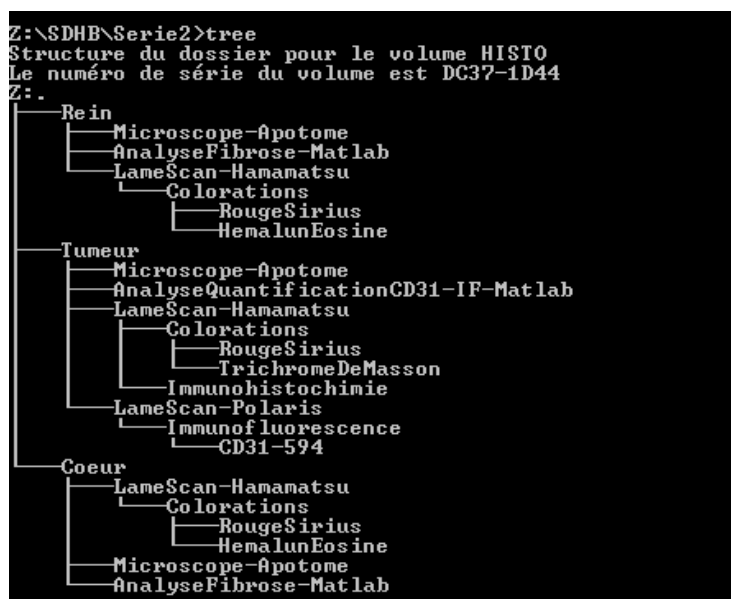 Z:\SDHB\Serie2>tree
Structure du dossier pour le volume HISTO
Le numéro de série du volume est DC37-1D44
Z:.
├───Rein
│   ├───Microscope-Apotome
│   ├───AnalyseFibrose-Matlab
│   └───LameScan-Hamamatsu
│       └───Colorations
│           ├───RougeSirius
│           └───HemalunEosine
├───Tumeur
│   ├───Microscope-Apotome
│   ├───AnalyseQuantificationCD31-IF-Matlab
│   ├───LameScan-Hamamatsu
│   │   ├───Colorations
│   │   │   ├───RougeSirius
│   │   │   └───TrichromeDeMasson
│   │   └───Immunohistochimie
│   └───LameScan-Polaris
│       └───Immunofluorescence
│           └───CD31-594
└───Coeur
    ├───LameScan-Hamamatsu
    │   └───Colorations
    │       ├───RougeSirius
    │       └───HemalunEosine
    ├───Microscope-Apotome
    └───AnalyseFibrose-Matlab